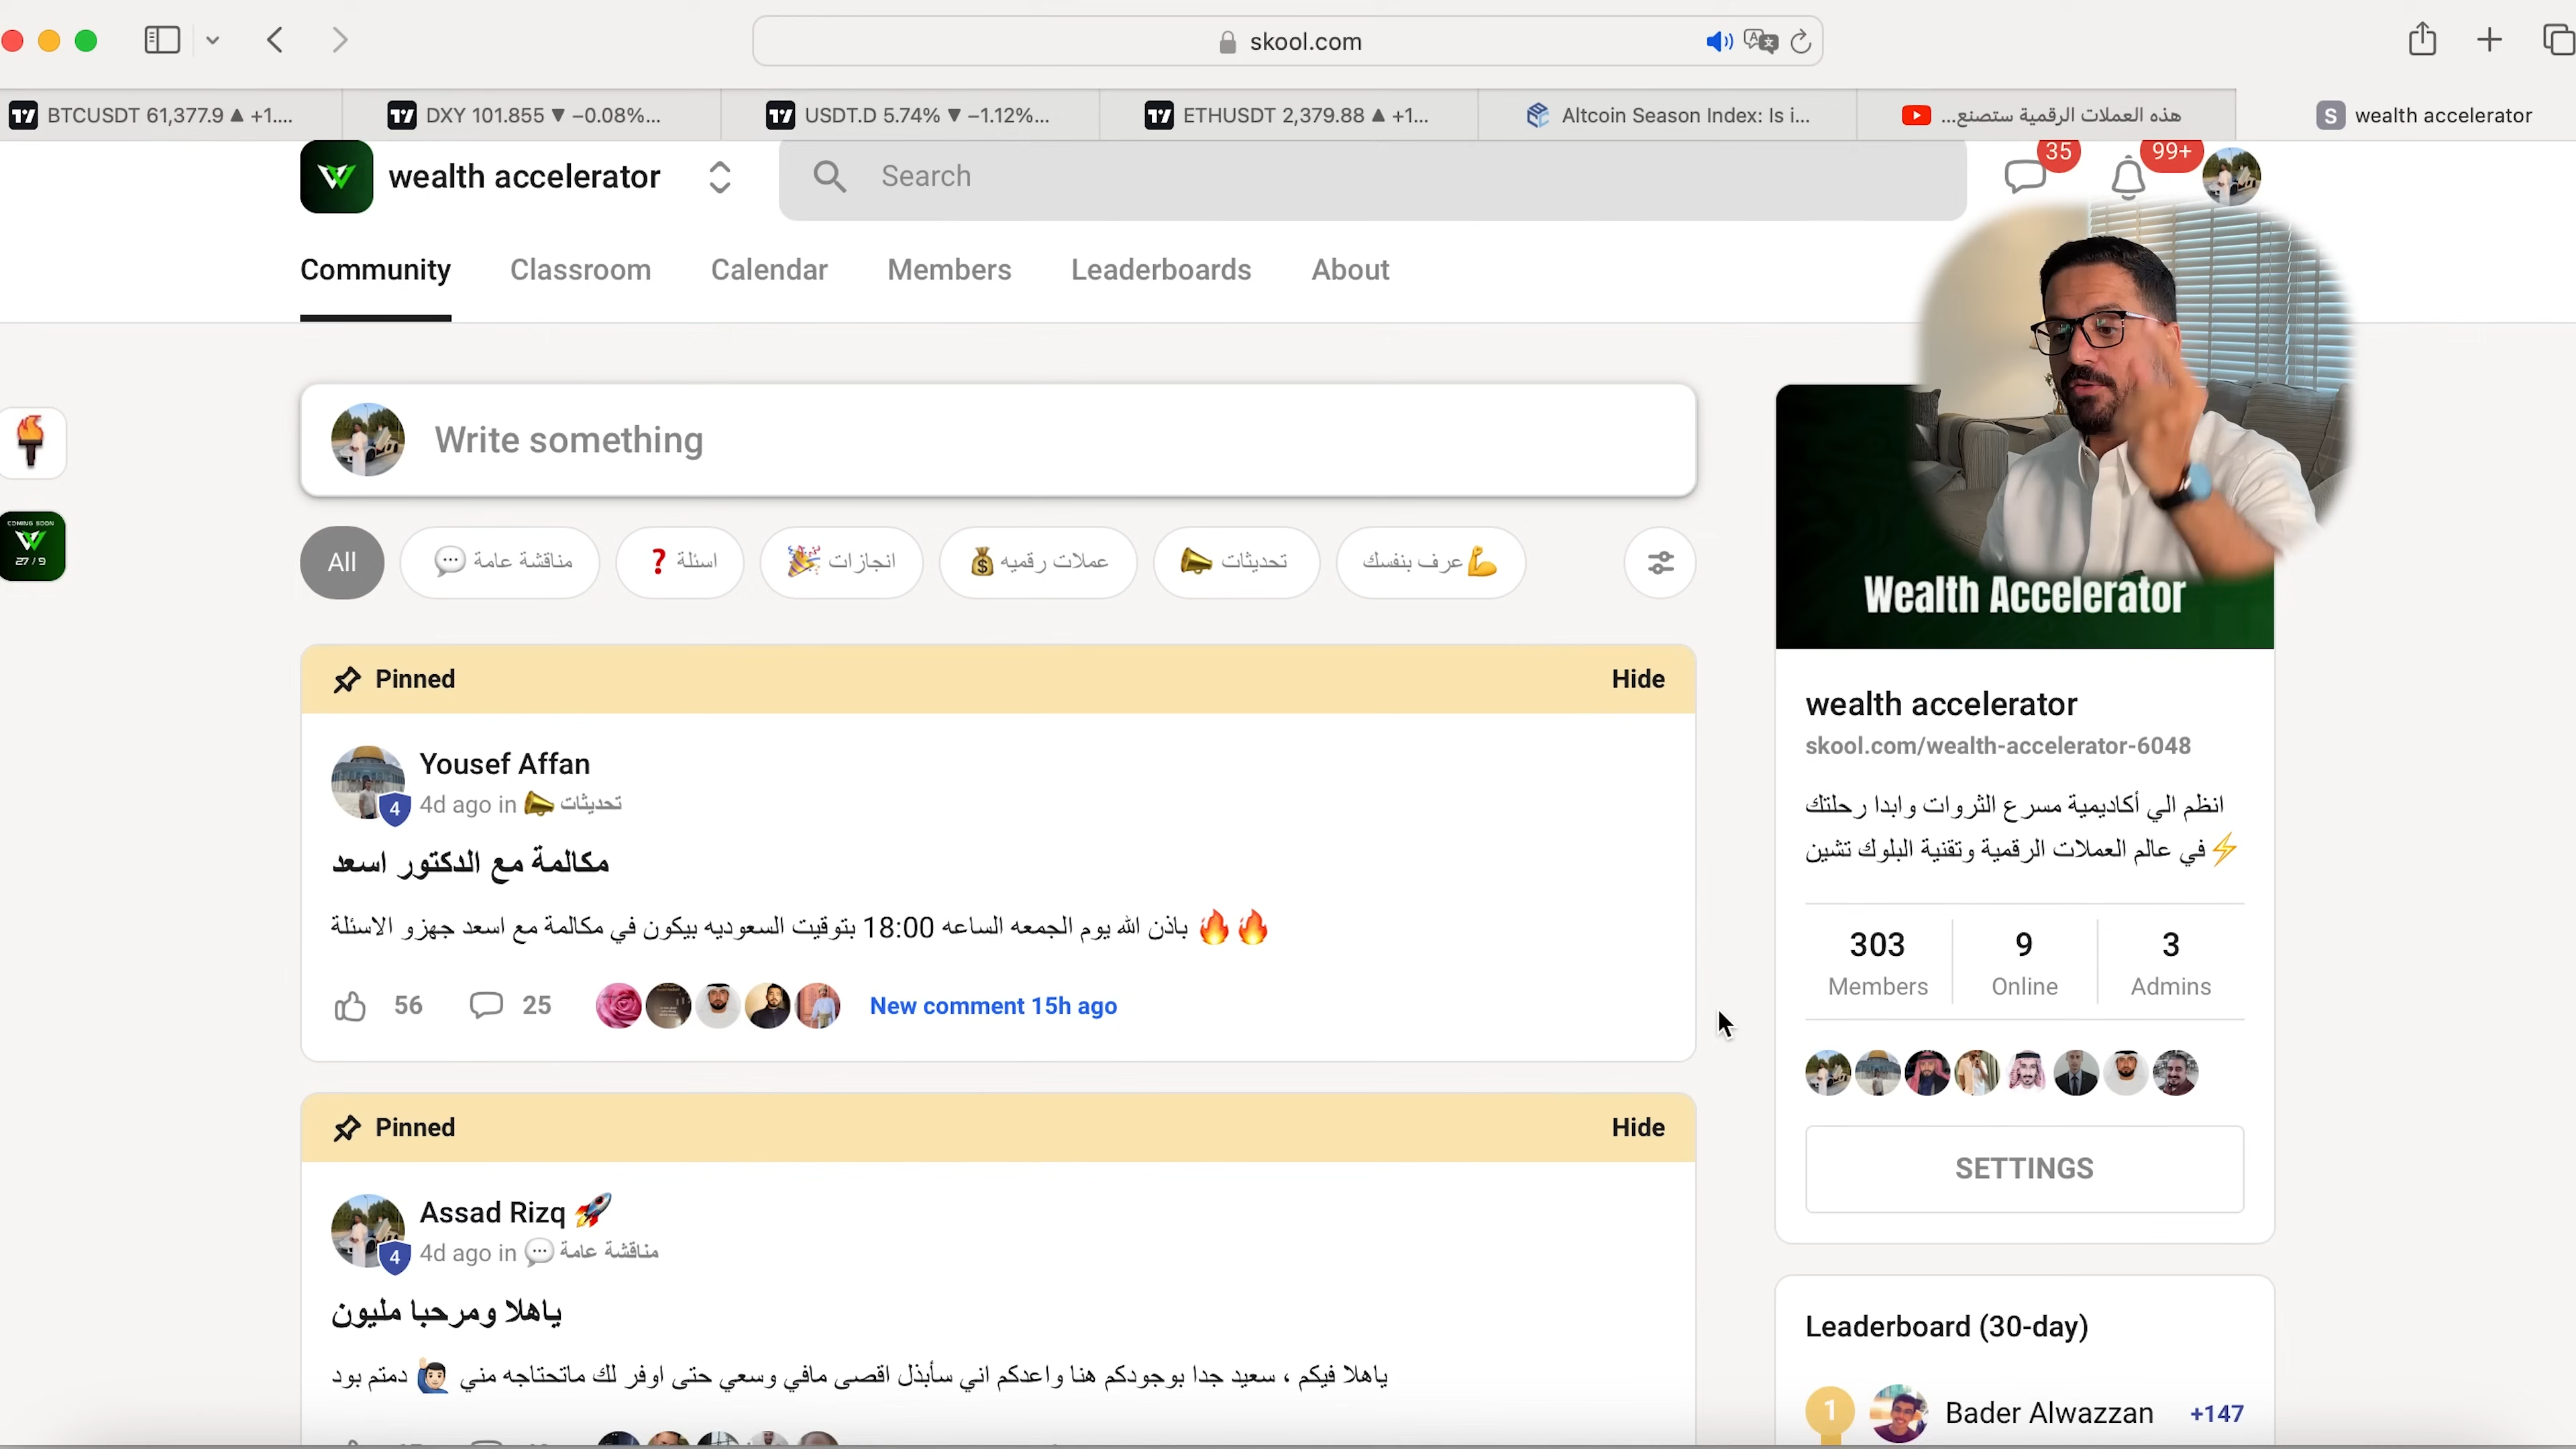 skool.com
BTCUSDT 61,377.9 ▲ +1....
DXY 101.855 ▼ −0.08%...
USDT.D 5.74% ▼ −1.12%...
ETHUSDT 2,379.88 ▲ +1...
Altcoin Season Index: Is i...
هذه العملات الرقمية ستصنع...
S wealth accelerator
wealth accelerator
Search
35
99+
Community
Classroom
Calendar
Members
Leaderboards
About
Write something
COMING SOON
27 / 9
All
مناقشة عامة 💬
اسئلة ❓
انجازات 🎉
عملات رقميه 💰
تحديثات 📣
💪 عرف بنفسك
Pinned
Hide
Yousef Affan
4
4d ago in 📣 تحديثات
مكالمة مع الدكتور اسعد
🔥🔥 باذن الله يوم الجمعه الساعه 18:00 بتوقيت السعوديه بيكون في مكالمة مع اسعد جهزو الاسئلة
56
25
New comment 15h ago
Pinned
Hide
Assad Rizq 🚀
4
4d ago in 💬 مناقشة عامة
ياهلا ومرحبا مليون
ياهلا فيكم ، سعيد جدا بوجودكم هنا واعدكم اني سأبذل اقصى مافي وسعي حتى اوفر لك ماتحتاجه مني 🙋🏻‍♂️ دمتم بود
Wealth Accelerator
wealth accelerator
skool.com/wealth-accelerator-6048
انظم الي أكاديمية مسرع الثروات وابدا رحلتك
في عالم العملات الرقمية وتقنية البلوك تشين⚡
303
Members
9
Online
3
Admins
SETTINGS
Leaderboard (30-day)
1
Bader Alwazzan
+147